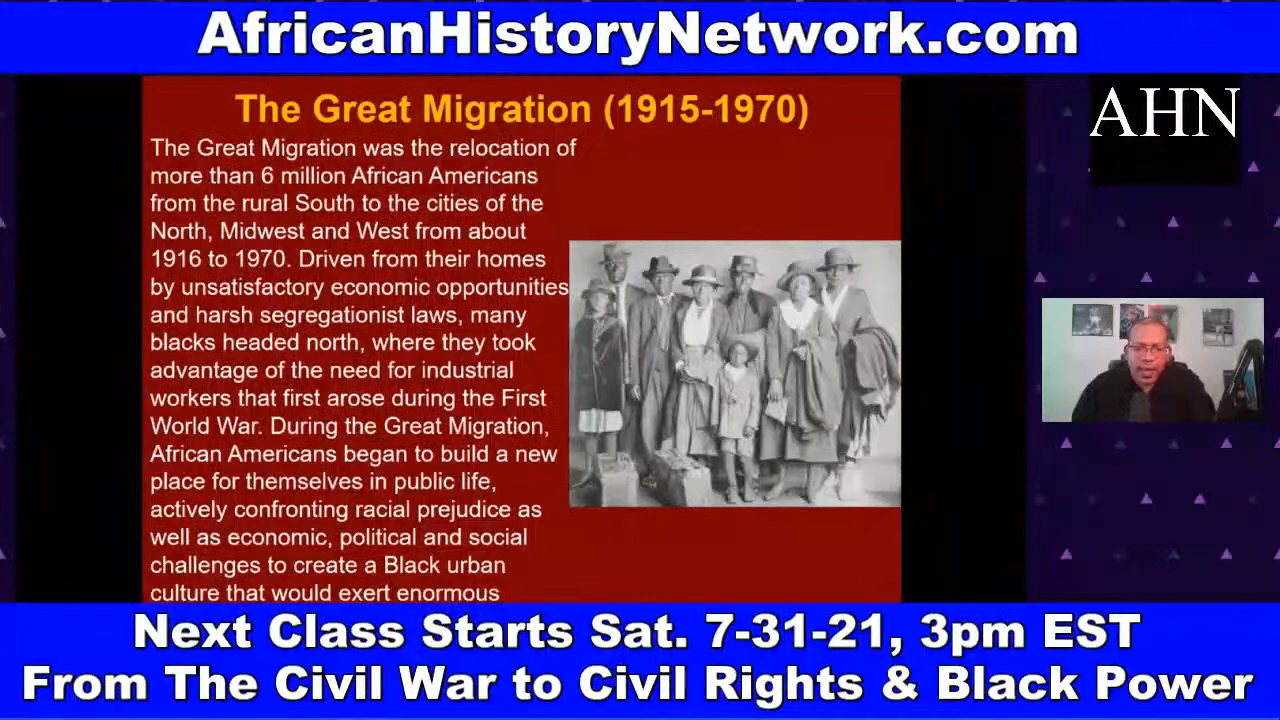 AfricanHistoryNetwork.com
AHN
The Great Migration (1915-1970)
The Great Migration was the relocation of
more than 6 million African Americans
from the rural South to the cities of the
North, Midwest and West from about
1916 to 1970. Driven from their homes
by unsatisfactory economic opportunities
and harsh segregationist laws, many
blacks headed north, where they took
advantage of the need for industrial
workers that first arose during the First
World War. During the Great Migration,
African Americans began to build a new
place for themselves in public life,
actively confronting racial prejudice as
well as economic, political and social
challenges to create a Black urban
culture that would exert enormous
Next Class Starts Sat. 7-31-21, 3pm EST
From The Civil War to Civil Rights & Black Power